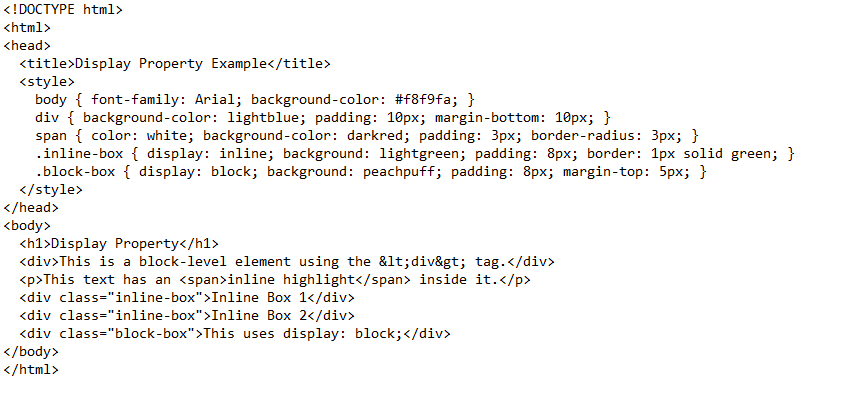 <!DOCTYPE html>
<html>
<head>
  <title>Display Property Example</title>
  <style>
    body { font-family: Arial; background-color: #f8f9fa; }
    div { background-color: lightblue; padding: 10px; margin-bottom: 10px; }
    span { color: white; background-color: darkred; padding: 3px; border-radius: 3px; }
    .inline-box { display: inline; background: lightgreen; padding: 8px; border: 1px solid green; }
    .block-box { display: block; background: peachpuff; padding: 8px; margin-top: 5px; }
  </style>
</head>
<body>
  <h1>Display Property</h1>
  <div>This is a block-level element using the &lt;div&gt; tag.</div>
  <p>This text has an <span>inline highlight</span> inside it.</p>
  <div class="inline-box">Inline Box 1</div>
  <div class="inline-box">Inline Box 2</div>
  <div class="block-box">This uses display: block;</div>
</body>
</html>